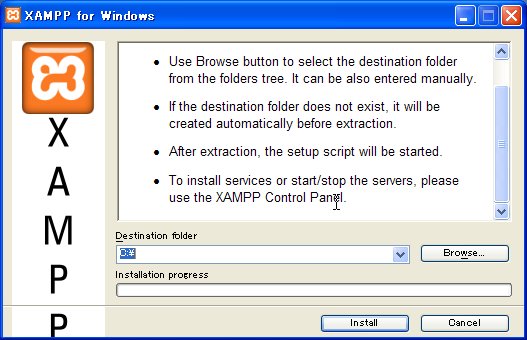 XAMPP for Windows
X
A
M
P
P
• Use Browse button to select the destination folder
from the folders tree. It can be also entered manually.
• If the destination folder does not exist, it will be
created automatically before extraction.
• After extraction, the setup script will be started.
• To install services or start/stop the servers, please
use the XAMPP Control Panel.
Destination folder
C:¥
Browse...
Installation progress
Install
Cancel